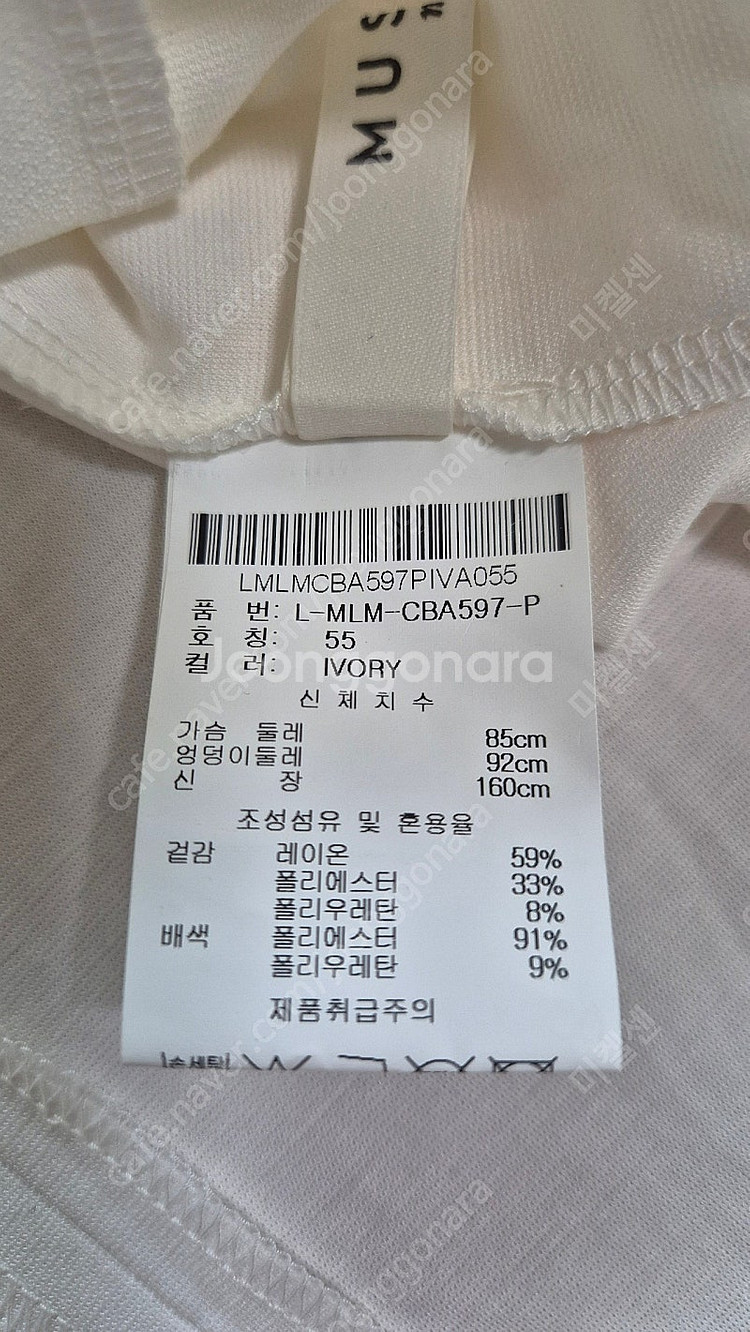 MUS
LMLMCBA597PIVA055
품 번: L-MLM-CBA597-P
호 칭: 55
컬 러: IVORY
신체치수
가슴 둘레 85cm
엉덩이둘레 92cm
신 장 160cm
조성섬유 및 혼용율
겉감 레이온 59%
폴리에스터 33%
폴리우레탄 8%
배색 폴리에스터 91%
폴리우레탄 9%
제품취급주의
손세탁
Joonggonara
cafe.naver.com/joonggonara
미켈센